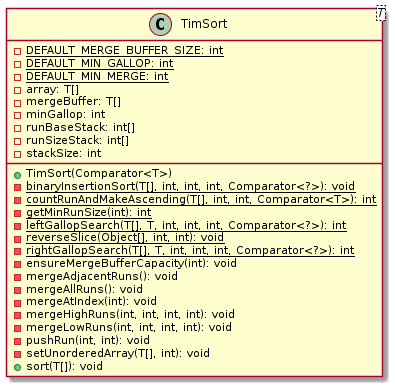 T
C TimSort
DEFAULT_MERGE_BUFFER_SIZE: int
DEFAULT_MIN_GALLOP: int
DEFAULT_MIN_MERGE: int
array: T[]
mergeBuffer: T[]
minGallop: int
runBaseStack: int[]
runSizeStack: int[]
stackSize: int
TimSort(Comparator<T>)
binaryInsertionSort(T[], int, int, int, Comparator<?>): void
countRunAndMakeAscending(T[], int, int, Comparator<T>): int
getMinRunSize(int): int
leftGallopSearch(T[], T, int, int, int, Comparator<?>): int
reverseSlice(Object[], int, int): void
rightGallopSearch(T[], T, int, int, int, Comparator<?>): int
ensureMergeBufferCapacity(int): void
mergeAdjacentRuns(): void
mergeAllRuns(): void
mergeAtIndex(int): void
mergeHighRuns(int, int, int, int): void
mergeLowRuns(int, int, int, int): void
pushRun(int, int): void
setUnorderedArray(T[], int): void
sort(T[]): void